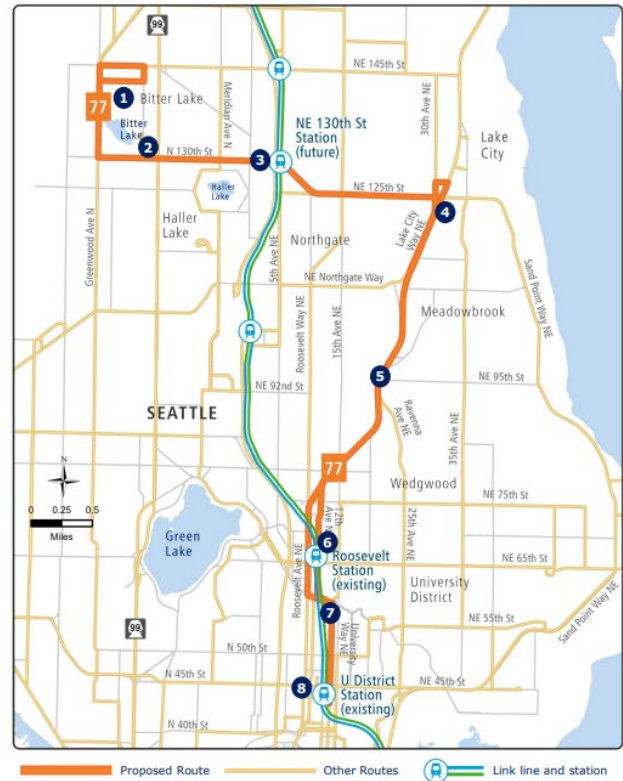 99
NE 145th St
1
Bitter Lake
77
Bitter
Lake
2
N 130th St
Meridian Ave N
3
NE 130th St
Station
(future)
30th Ave NE
Lake
City
Haller
Lake
NE 125th St
4
Haller
Lake
Greenwood Ave N
Northgate
5th Ave NE
Lake City
Way NE
NE Northgate Way
Roosevelt Way NE
15th Ave NE
Meadowbrook
Sand Point Way NE
5
NE 95th St
NE 92nd St
SEATTLE
Ravenna
Ave NE
35th Ave NE
77
Wedgwood
0 0.25 0.5
Miles
NE 75th St
12th
Ave N
25th Ave NE
Green
Lake
6
Roosevelt
Station
(existing)
NE 65th St
Roosevelt Ave NE
University
District
7
99
NE 55th St
University
Way NE
Sand Point Way NE
N 50th St
N 45th St
8
U District
Station
(existing)
NE 45th St
N 40th St
Proposed Route
Other Routes
Link line and station